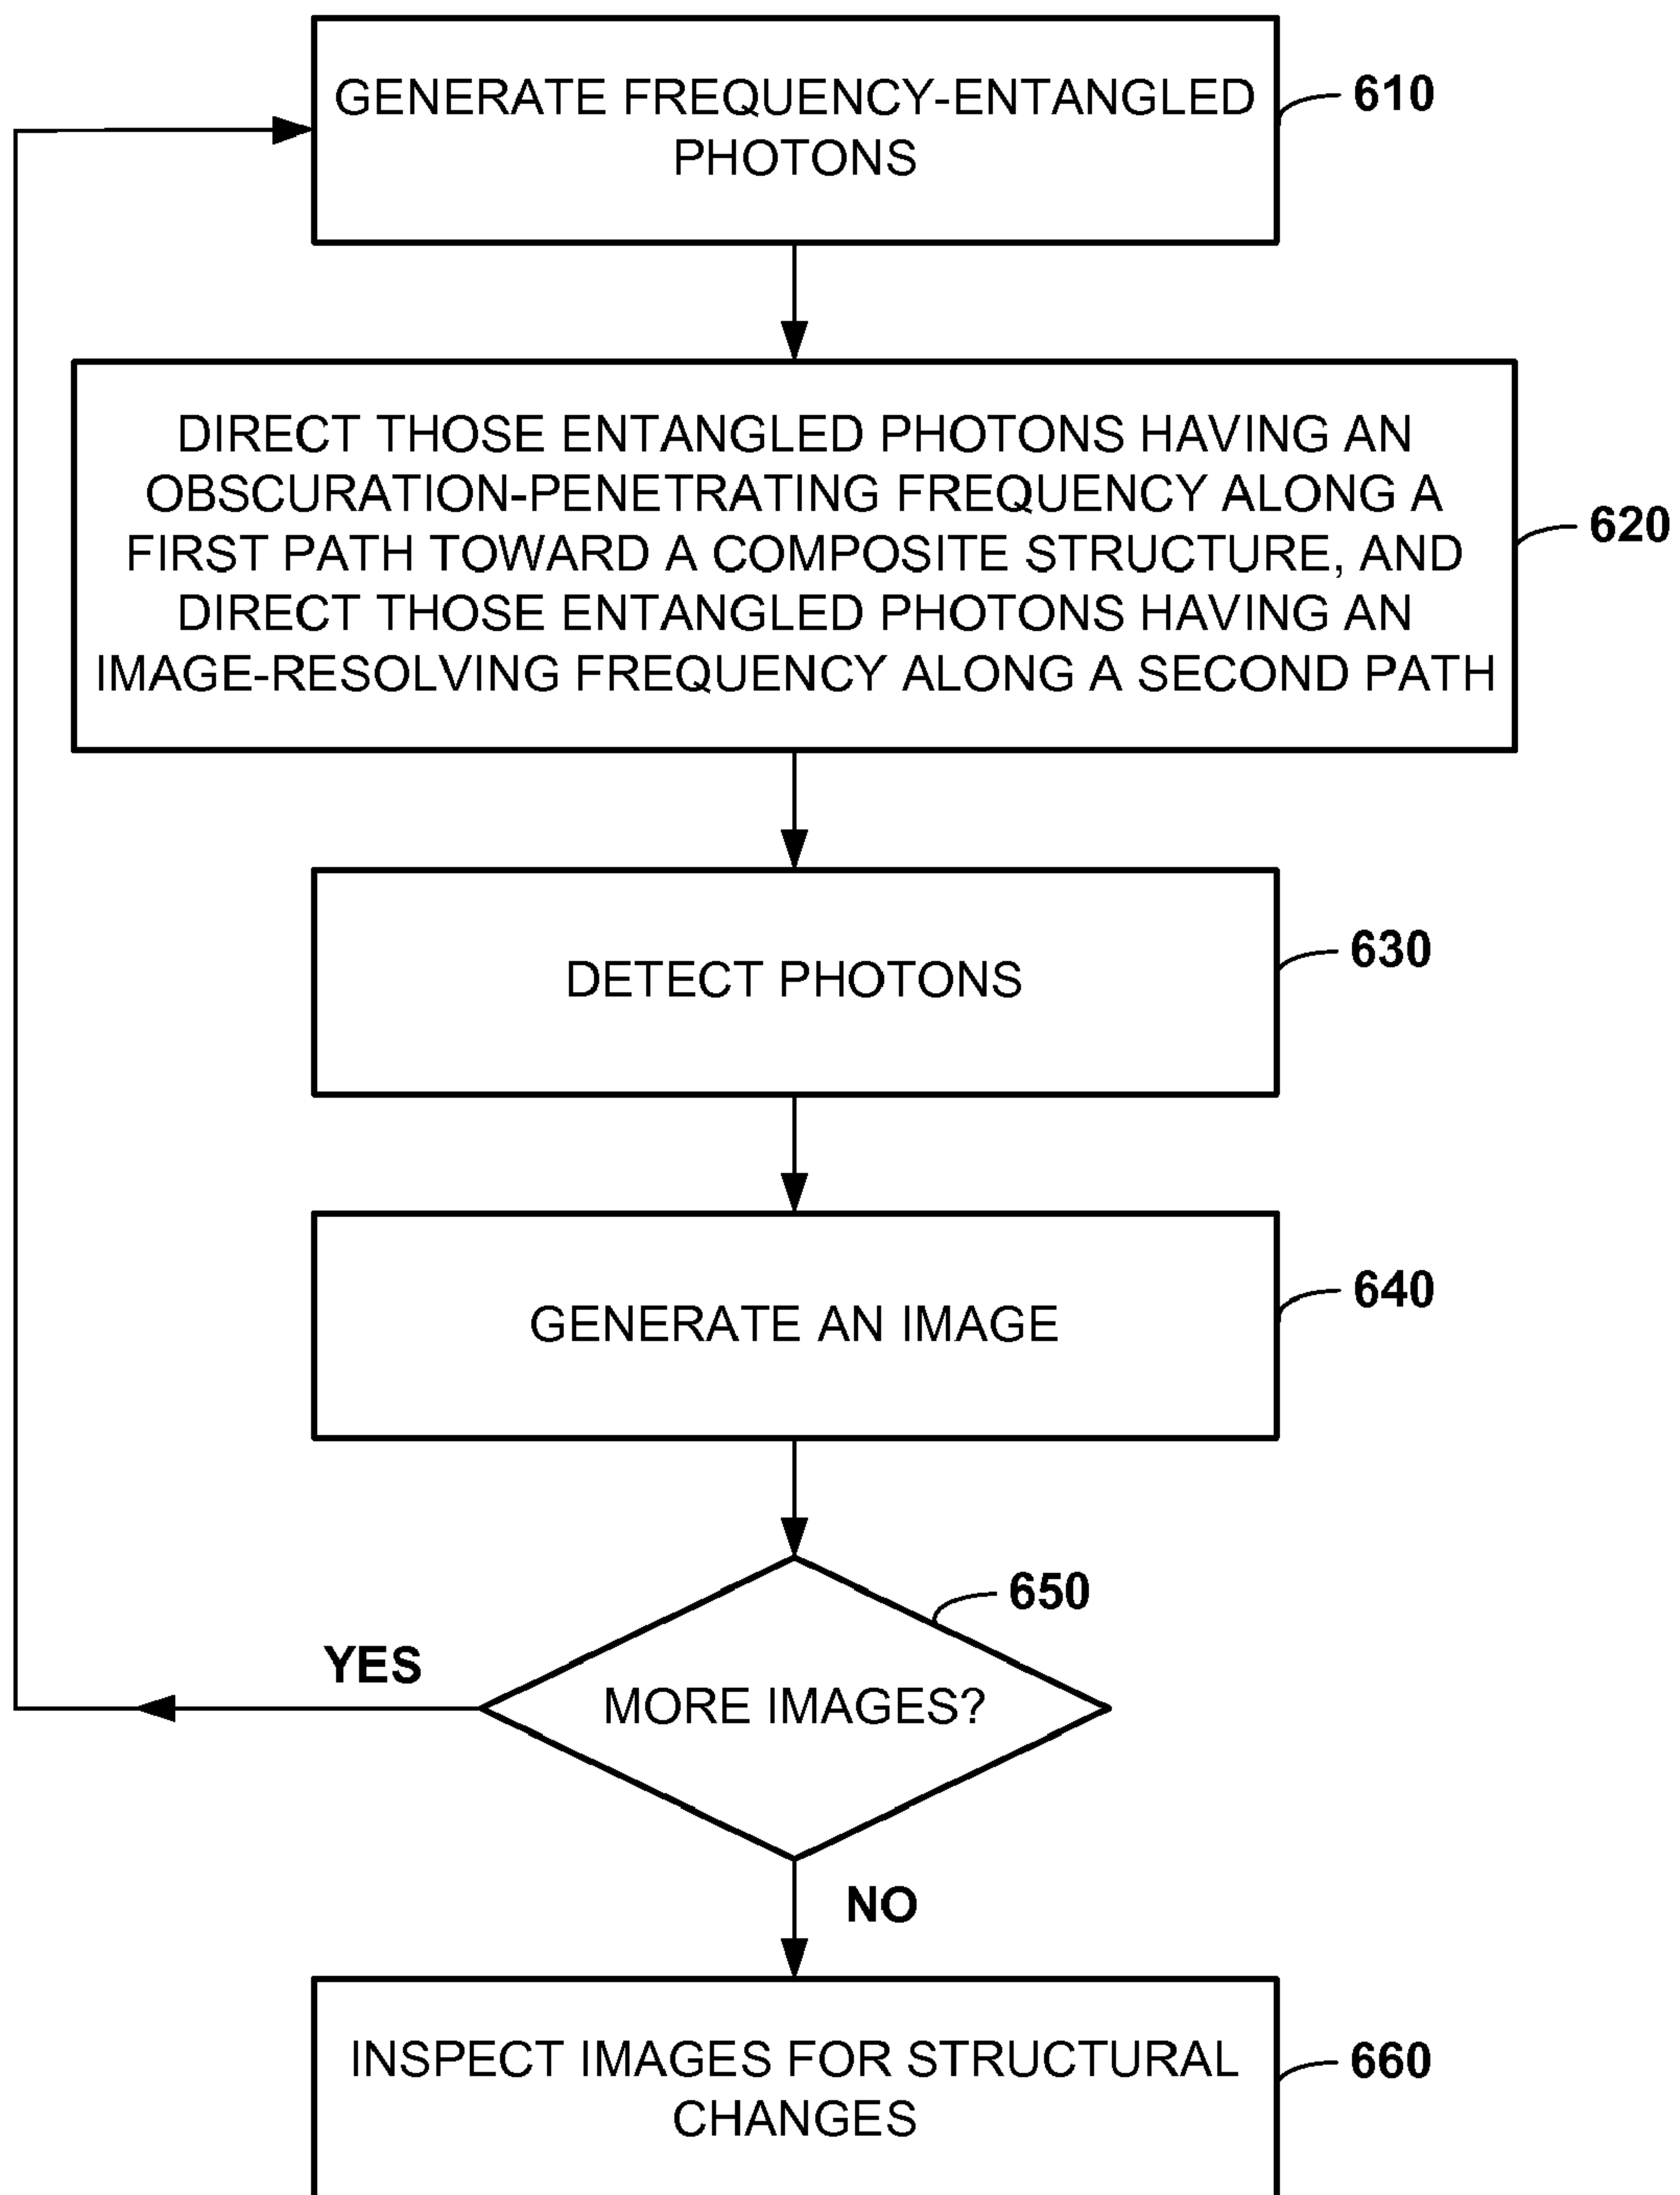 GENERATE FREQUENCY-ENTANGLED
PHOTONS
610
DIRECT THOSE ENTANGLED PHOTONS HAVING AN
OBSCURATION-PENETRATING FREQUENCY ALONG A
FIRST PATH TOWARD A COMPOSITE STRUCTURE, AND
DIRECT THOSE ENTANGLED PHOTONS HAVING AN
IMAGE-RESOLVING FREQUENCY ALONG A SECOND PATH
620
DETECT PHOTONS
630
GENERATE AN IMAGE
640
MORE IMAGES?
650
YES
NO
INSPECT IMAGES FOR STRUCTURAL
CHANGES
660